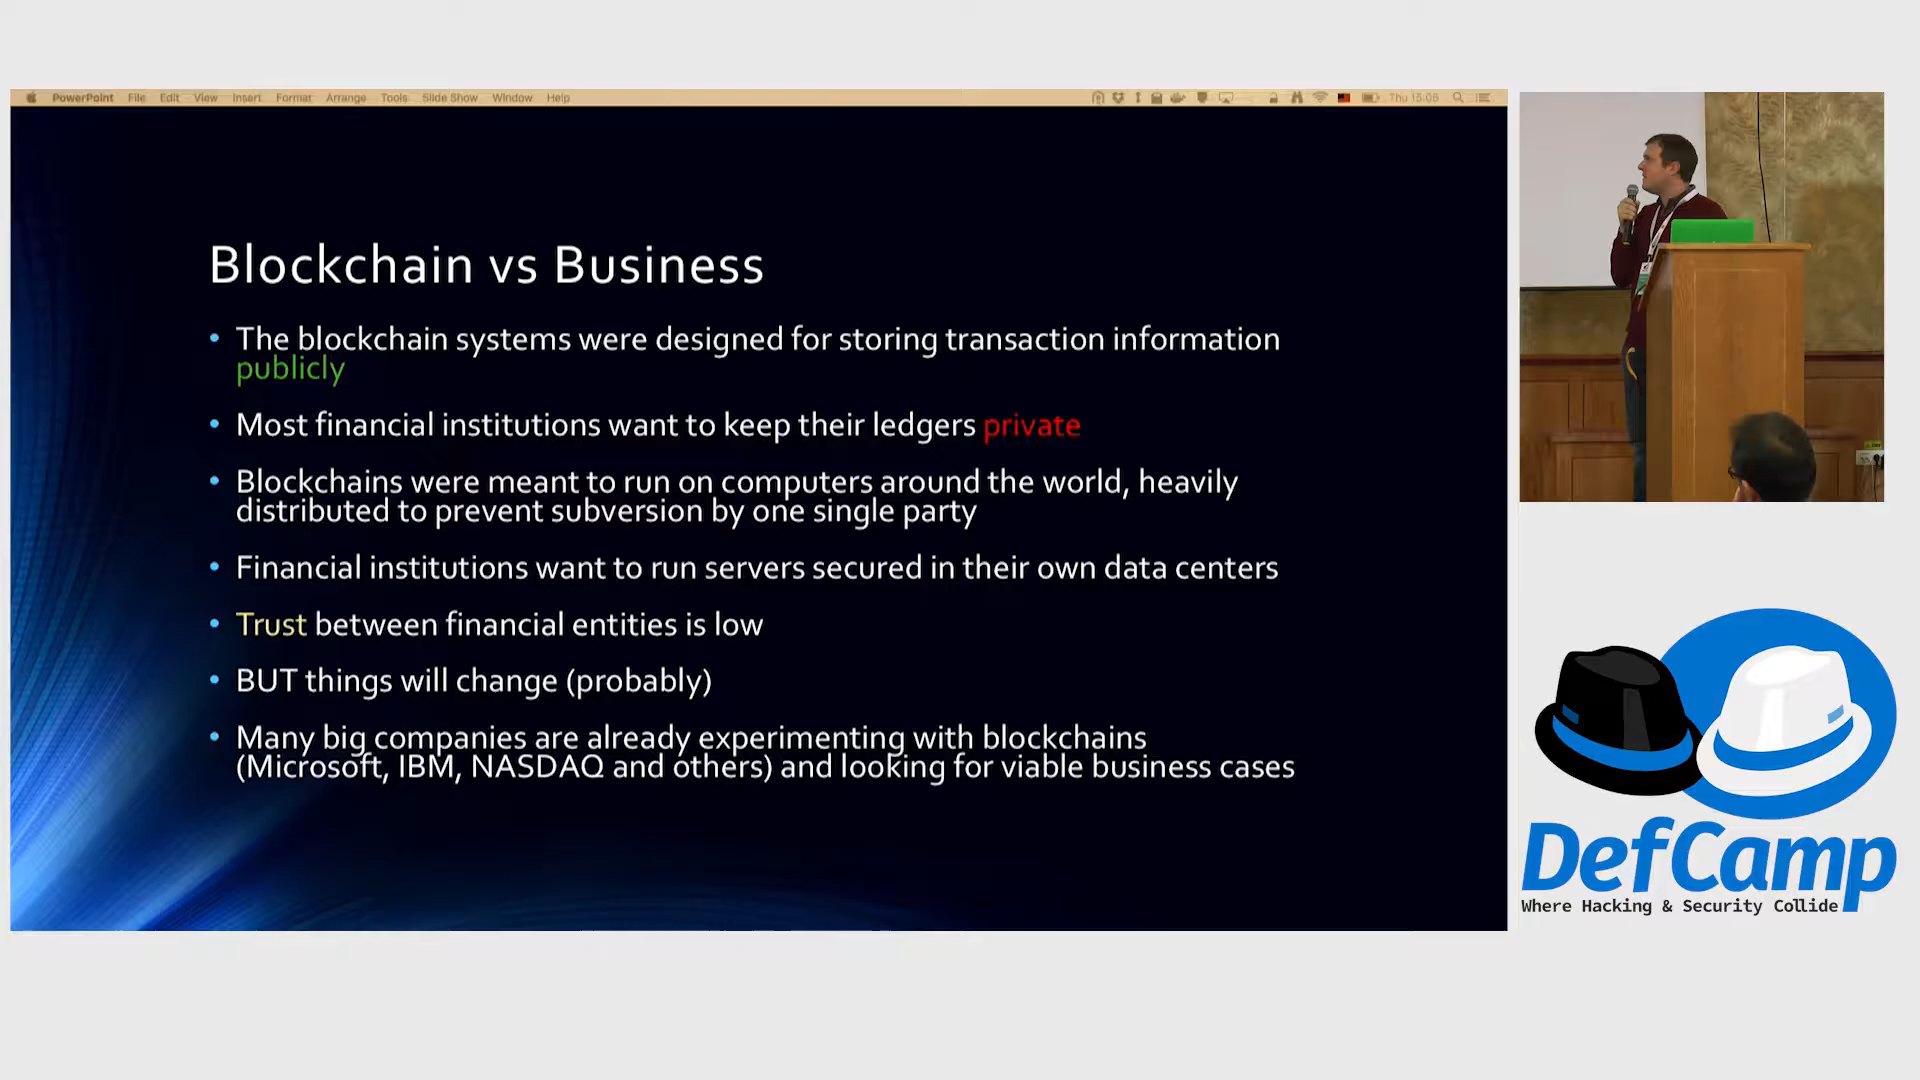 PowerPoint File Edit View Insert Format Arrange Tools Slide Show Window Help
Thu 15:05
Blockchain vs Business
• The blockchain systems were designed for storing transaction information
publicly
• Most financial institutions want to keep their ledgers private
• Blockchains were meant to run on computers around the world, heavily
distributed to prevent subversion by one single party
• Financial institutions want to run servers secured in their own data centers
• Trust between financial entities is low
• BUT things will change (probably)
• Many big companies are already experimenting with blockchains
(Microsoft, IBM, NASDAQ and others) and looking for viable business cases
DefCamp
Where Hacking & Security Collide